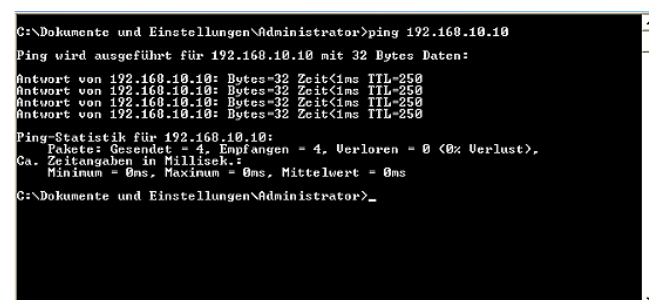 C:\Dokumente und Einstellungen\Administrator>ping 192.168.10.10
Ping wird ausgeführt für 192.168.10.10 mit 32 Bytes Daten:
Antwort von 192.168.10.10: Bytes=32 Zeit<1ms TTL=250
Antwort von 192.168.10.10: Bytes=32 Zeit<1ms TTL=250
Antwort von 192.168.10.10: Bytes=32 Zeit<1ms TTL=250
Antwort von 192.168.10.10: Bytes=32 Zeit<1ms TTL=250
Ping-Statistik für 192.168.10.10:
Pakete: Gesendet = 4, Empfangen = 4, Verloren = 0 (0% Verlust),
Ca. Zeitangaben in Millisek.:
Minimum = 0ms, Maximum = 0ms, Mittelwert = 0ms
C:\Dokumente und Einstellungen\Administrator>_